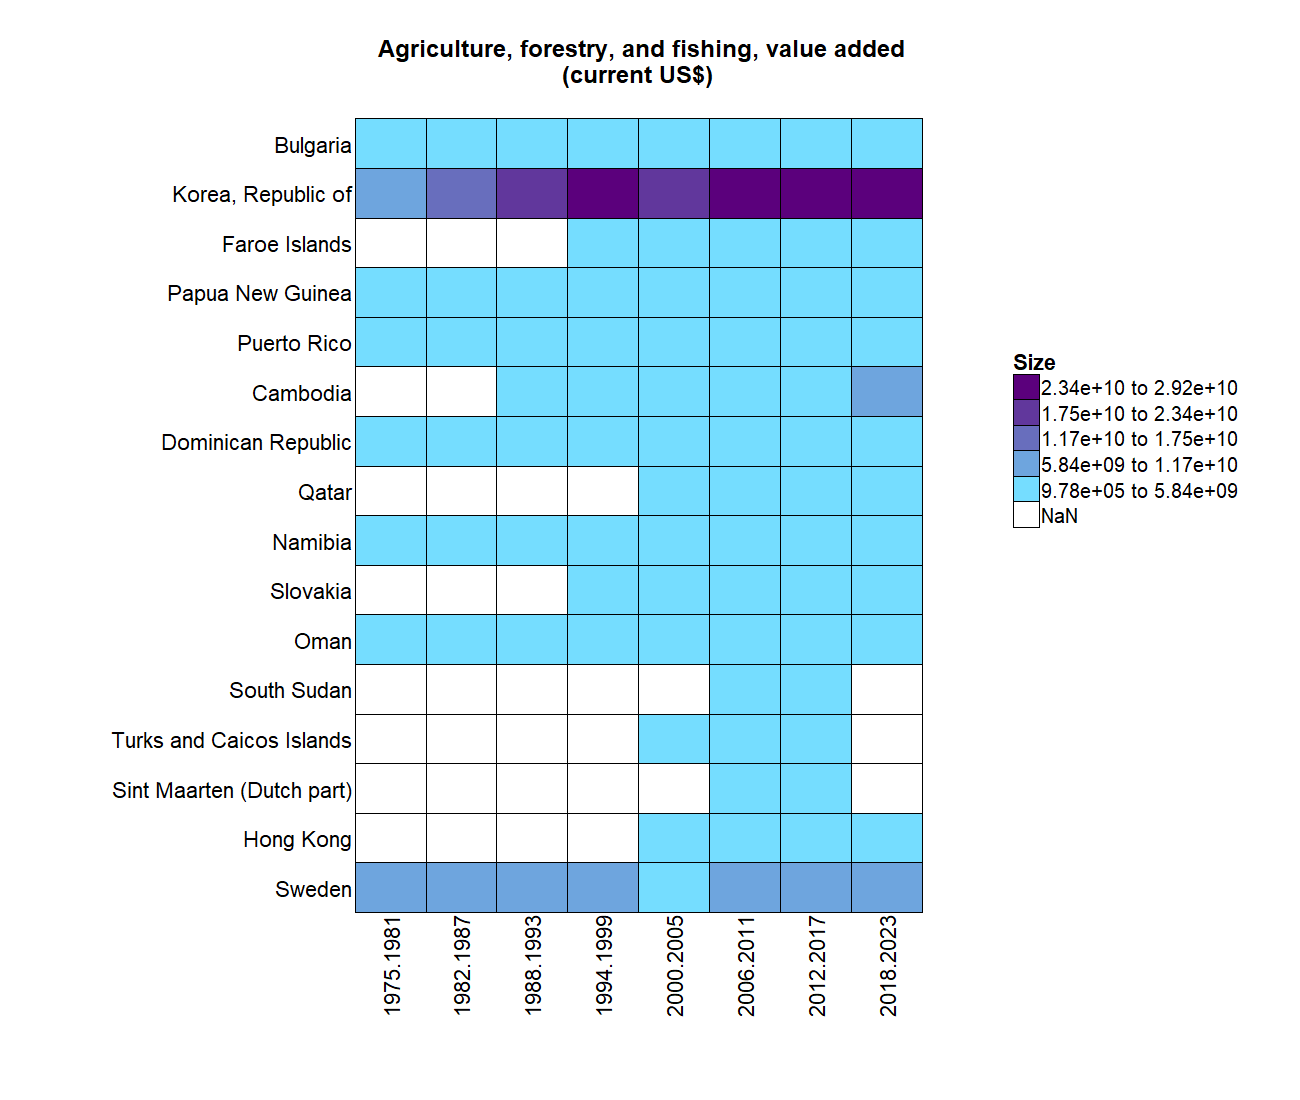 Agriculture, forestry, and fishing, value added
(current US$)
Bulgaria
Korea, Republic of
Faroe Islands
Papua New Guinea
Puerto Rico
Cambodia
Dominican Republic
Qatar
Namibia
Slovakia
Oman
South Sudan
Turks and Caicos Islands
Sint Maarten (Dutch part)
Hong Kong
Sweden
1975.1981
1982.1987
1988.1993
1994.1999
2000.2005
2006.2011
2012.2017
2018.2023
Size
2.34e+10 to 2.92e+10
1.75e+10 to 2.34e+10
1.17e+10 to 1.75e+10
5.84e+09 to 1.17e+10
9.78e+05 to 5.84e+09
NaN